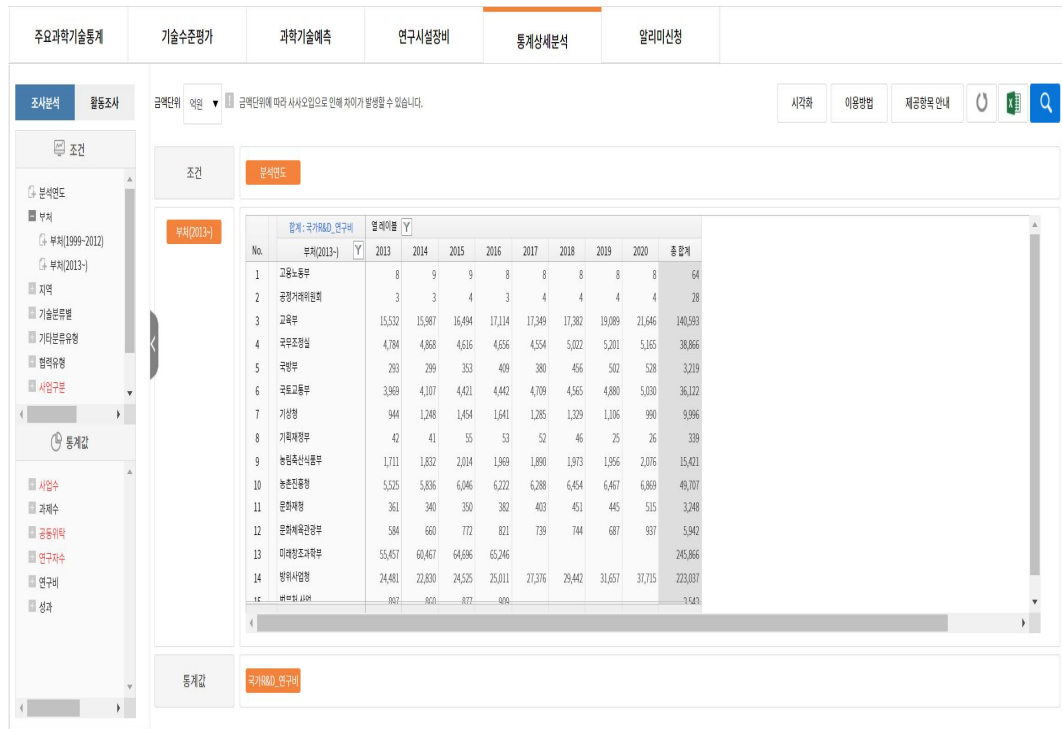 주요과학기술통계 기술수준평가 과학기술예측 연구시설장비 통계상세분석 알리미신청
조사분석 활동조사
금액단위 억원 ▼ ! 금액단위에 따라 사사오입으로 인해 차이가 발생할 수 있습니다.
시각화 이용방법 제공항목 안내
조건
분석연도
부처
부처(1999~2012)
부처(2013~)
지역
기술분류별
기타분류유형
협력유형
사업구분
통계값
사업수
과제수
공동위탁
연구자수
연구비
성과
조건 분석연도
부처(2013~)
합계 : 국가R&D_연구비 열 레이블
No. 부처(2013~) 2013 2014 2015 2016 2017 2018 2019 2020 총 합계
1 고용노동부 8 9 9 8 8 8 8 8 64
2 공정거래위원회 3 3 4 3 4 4 4 4 28
3 교육부 15,532 15,987 16,494 17,114 17,349 17,382 19,089 21,646 140,593
4 국무조정실 4,784 4,868 4,616 4,656 4,554 5,022 5,201 5,165 38,866
5 국방부 293 299 353 409 380 456 502 528 3,219
6 국토교통부 3,969 4,107 4,421 4,442 4,709 4,565 4,880 5,030 36,122
7 기상청 944 1,248 1,454 1,641 1,285 1,329 1,106 990 9,996
8 기획재정부 42 41 55 53 52 46 25 26 339
9 농림축산식품부 1,711 1,832 2,014 1,969 1,890 1,973 1,956 2,076 15,421
10 농촌진흥청 5,525 5,836 6,046 6,222 6,288 6,454 6,467 6,869 49,707
11 문화재청 361 340 350 382 403 451 445 515 3,248
12 문화체육관광부 584 660 772 821 739 744 687 937 5,942
13 미래창조과학부 55,457 60,467 64,696 65,246 245,866
14 방위사업청 24,481 22,830 24,525 25,011 27,376 29,442 31,657 37,715 223,037
15 범부처 사업 897 860 877 909 3,543
통계값 국가R&D_연구비